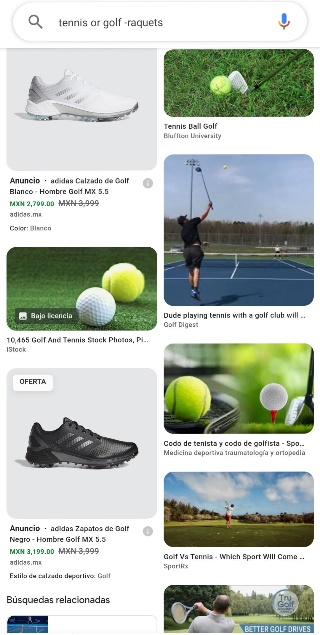 tennis or golf -raquets
Anuncio · adidas Calzado de Golf
Blanco - Hombre Golf MX 5.5
MXN 2,799.00 MXN 3,999
adidas.mx
Color: Blanco
Bajo licencia
10,465 Golf And Tennis Stock Photos, Pi...
iStock
OFERTA
Anuncio · adidas Zapatos de Golf
Negro - Hombre Golf MX 5.5
MXN 3,199.00 MXN 3,999
adidas.mx
Estilo de calzado deportivo: Golf
Búsquedas relacionadas
Tennis Ball Golf
Bluffton University
Dude playing tennis with a golf club will ...
Golf Digest
Codo de tenista y codo de golfista - Spo...
Medicina deportiva traumatología y ortopedia
Golf Vs Tennis - Which Sport Will Come ...
SportRx
Tru
Golf
BETTER GOLF DRIVES